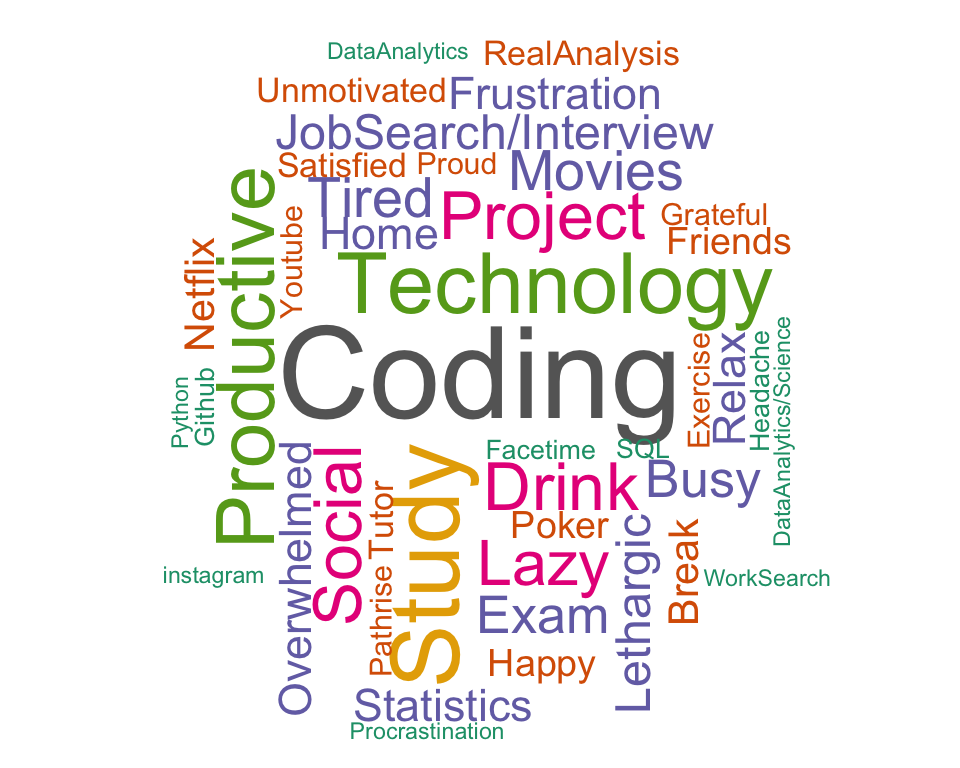 DataAnalytics
RealAnalysis
Unmotivated
Frustration
JobSearch/Interview
Satisfied
Proud
Movies
Tired
Project
Grateful
Home
Friends
Productive
Netflix
Youtube
Technology
Coding
Exercise
Relax
Headache
DataAnalytics/Science
Python
Github
Facetime
SQL
Overwhelmed
Social
Study
Drink
Busy
Pathrise
Tutor
Poker
Lethargic
Break
Lazy
instagram
WorkSearch
Exam
Happy
Statistics
Procrastination